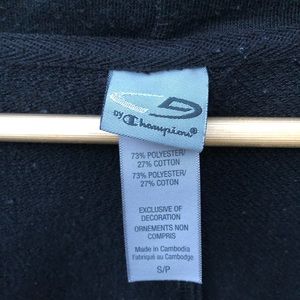 D
BY Champion®
73% POLYESTER/
27% COTTON
73% POLYESTER/
27% COTON
EXCLUSIVE OF
DECORATION
ORNEMENTS NON
COMPRIS
Made in Cambodia
Fabriqué au Cambodge
S/P